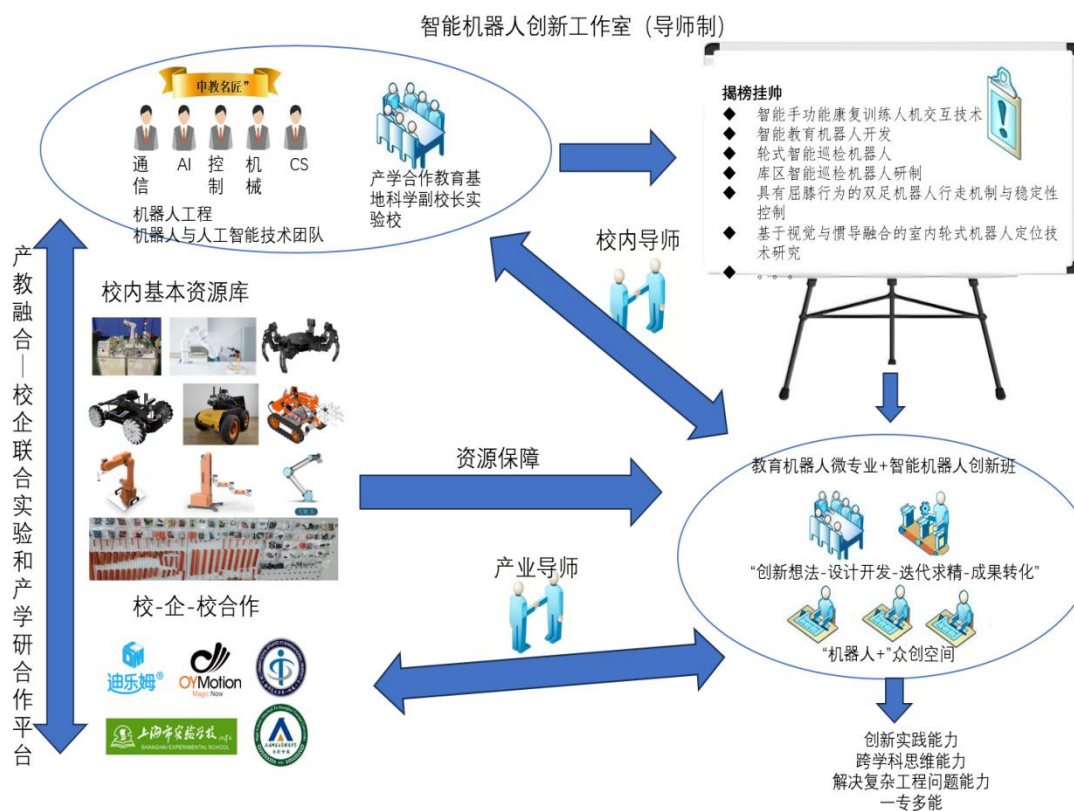 智能机器人创新工作室（导师制）
申教名匠”
通信
AI
控制
机械
CS
机器人工程
机器人与人工智能技术团队
产学合作教育基
地科学副校长实
验校
揭榜挂帅
◆ 智能手功能康复训练人机交互技术
◆ 智能教育机器人开发
◆ 轮式智能巡检机器人
◆ 库区智能巡检机器人研制
◆ 具有屈膝行为的双足机器人行走机制与稳定性
控制
◆ 基于视觉与惯导融合的室内轮式机器人定位技
术研究
◆ 。。。
产教融合—校企联合实验和产学研合作平台
校内基本资源库
校内导师
资源保障
产业导师
教育机器人微专业+智能机器人创新班
“创新想法-设计开发-迭代求精-成果转化”
“机器人+”众创空间
校-企-校合作
迪乐姆®
OYMotion
Magic Now
上海市实验学校
SHANGHAI EXPERIMENTAL SCHOOL
创新实践能力
跨学科思维能力
解决复杂工程问题能力
一专多能